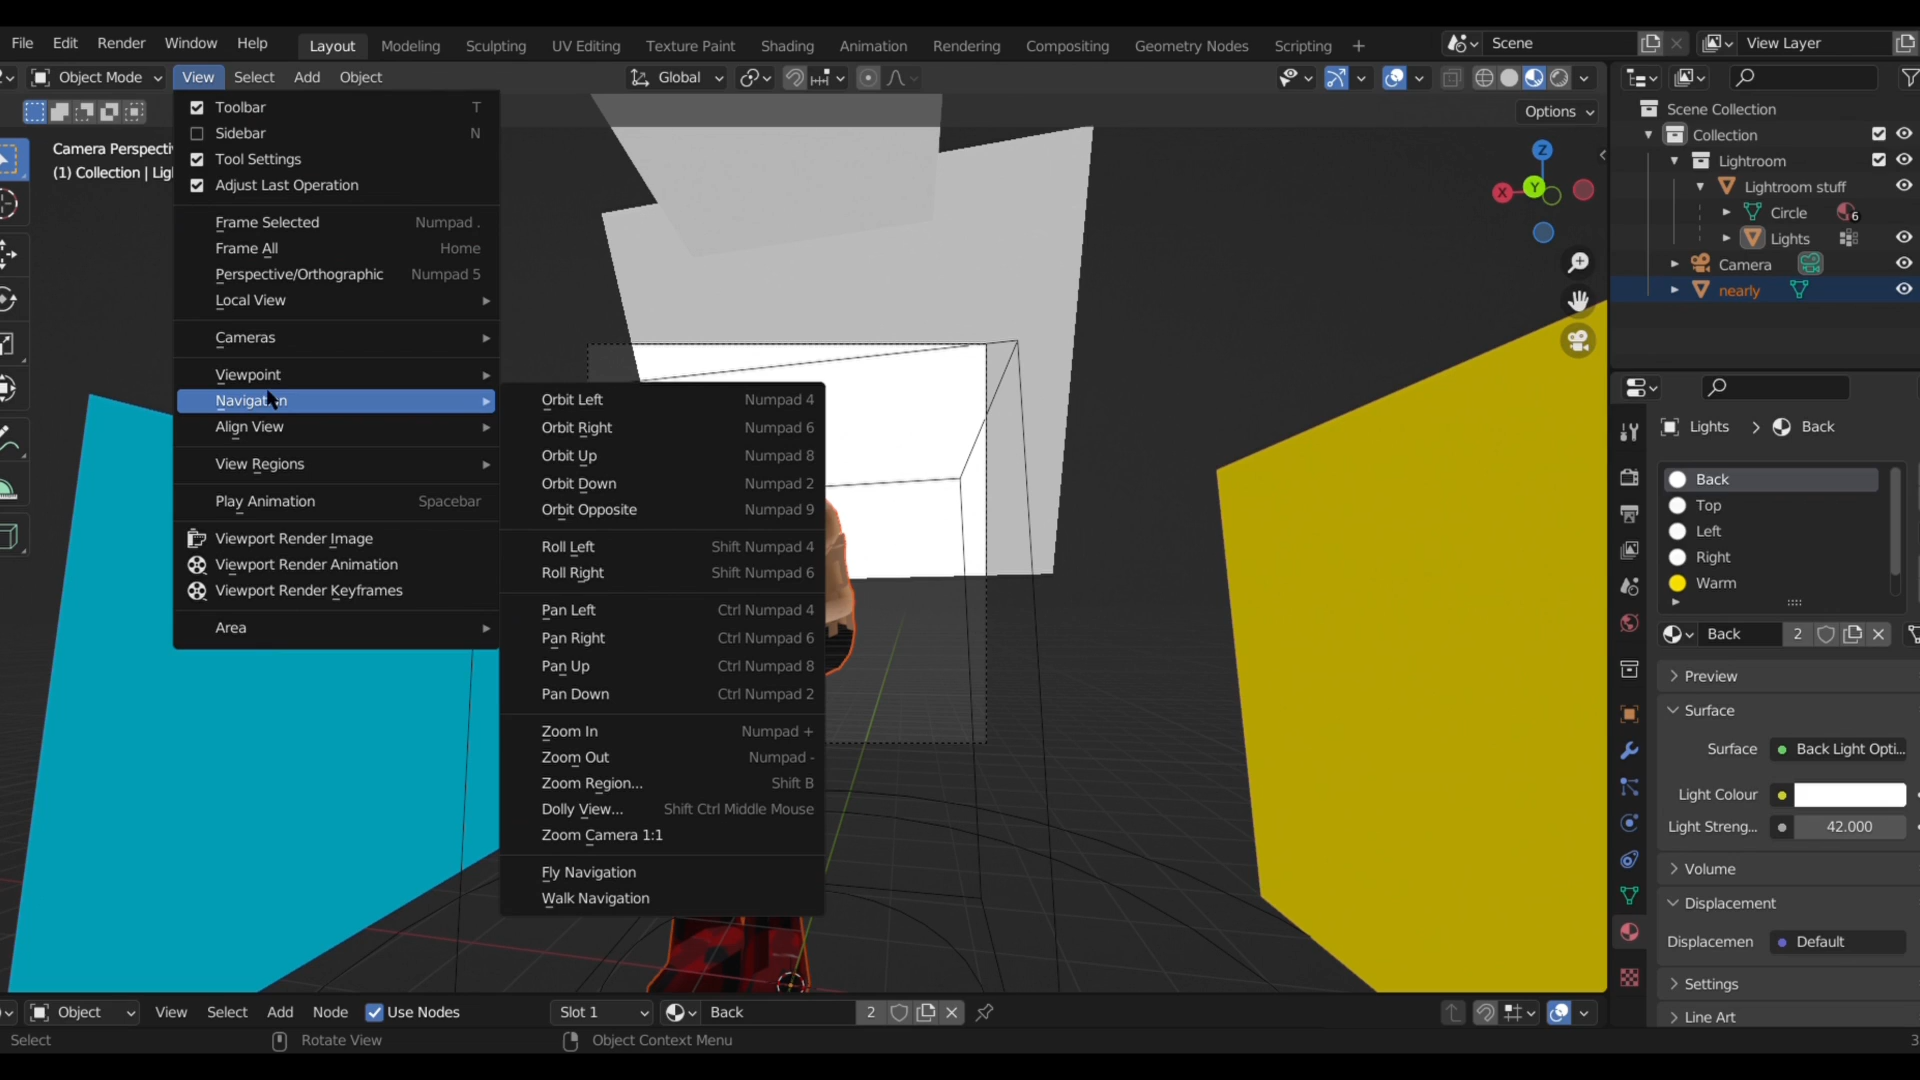 File Edit Render Window Help Layout Modeling Sculpting UV Editing Texture Paint Shading Animation Rendering Compositing Geometry Nodes Scripting + Scene View Layer
Object Mode View Select Add Object Global
Options
Camera Perspecti
(1) Collection | Lig
Toolbar T
Sidebar N
Tool Settings
Adjust Last Operation
Frame Selected Numpad .
Frame All Home
Perspective/Orthographic Numpad 5
Local View
Cameras
Viewpoint
Navigation
Align View
View Regions
Play Animation Spacebar
Viewport Render Image
Viewport Render Animation
Viewport Render Keyframes
Area
Orbit Left Numpad 4
Orbit Right Numpad 6
Orbit Up Numpad 8
Orbit Down Numpad 2
Orbit Opposite Numpad 9
Roll Left Shift Numpad 4
Roll Right Shift Numpad 6
Pan Left Ctrl Numpad 4
Pan Right Ctrl Numpad 6
Pan Up Ctrl Numpad 8
Pan Down Ctrl Numpad 2
Zoom In Numpad +
Zoom Out Numpad -
Zoom Region... Shift B
Dolly View... Shift Ctrl Middle Mouse
Zoom Camera 1:1
Fly Navigation
Walk Navigation
Z
Y
X
Scene Collection
Collection
Lightroom
Lightroom stuff
Circle 6
Lights
Camera
nearly
Lights > Back
Back
Top
Left
Right
Warm
Back 2
Preview
Surface
Surface Back Light Opti...
Light Colour
Light Streng... 42.000
Volume
Displacement
Displacemen Default
Settings
Line Art
Object View Select Add Node Use Nodes Slot 1 Back 2
Select Rotate View Object Context Menu 3